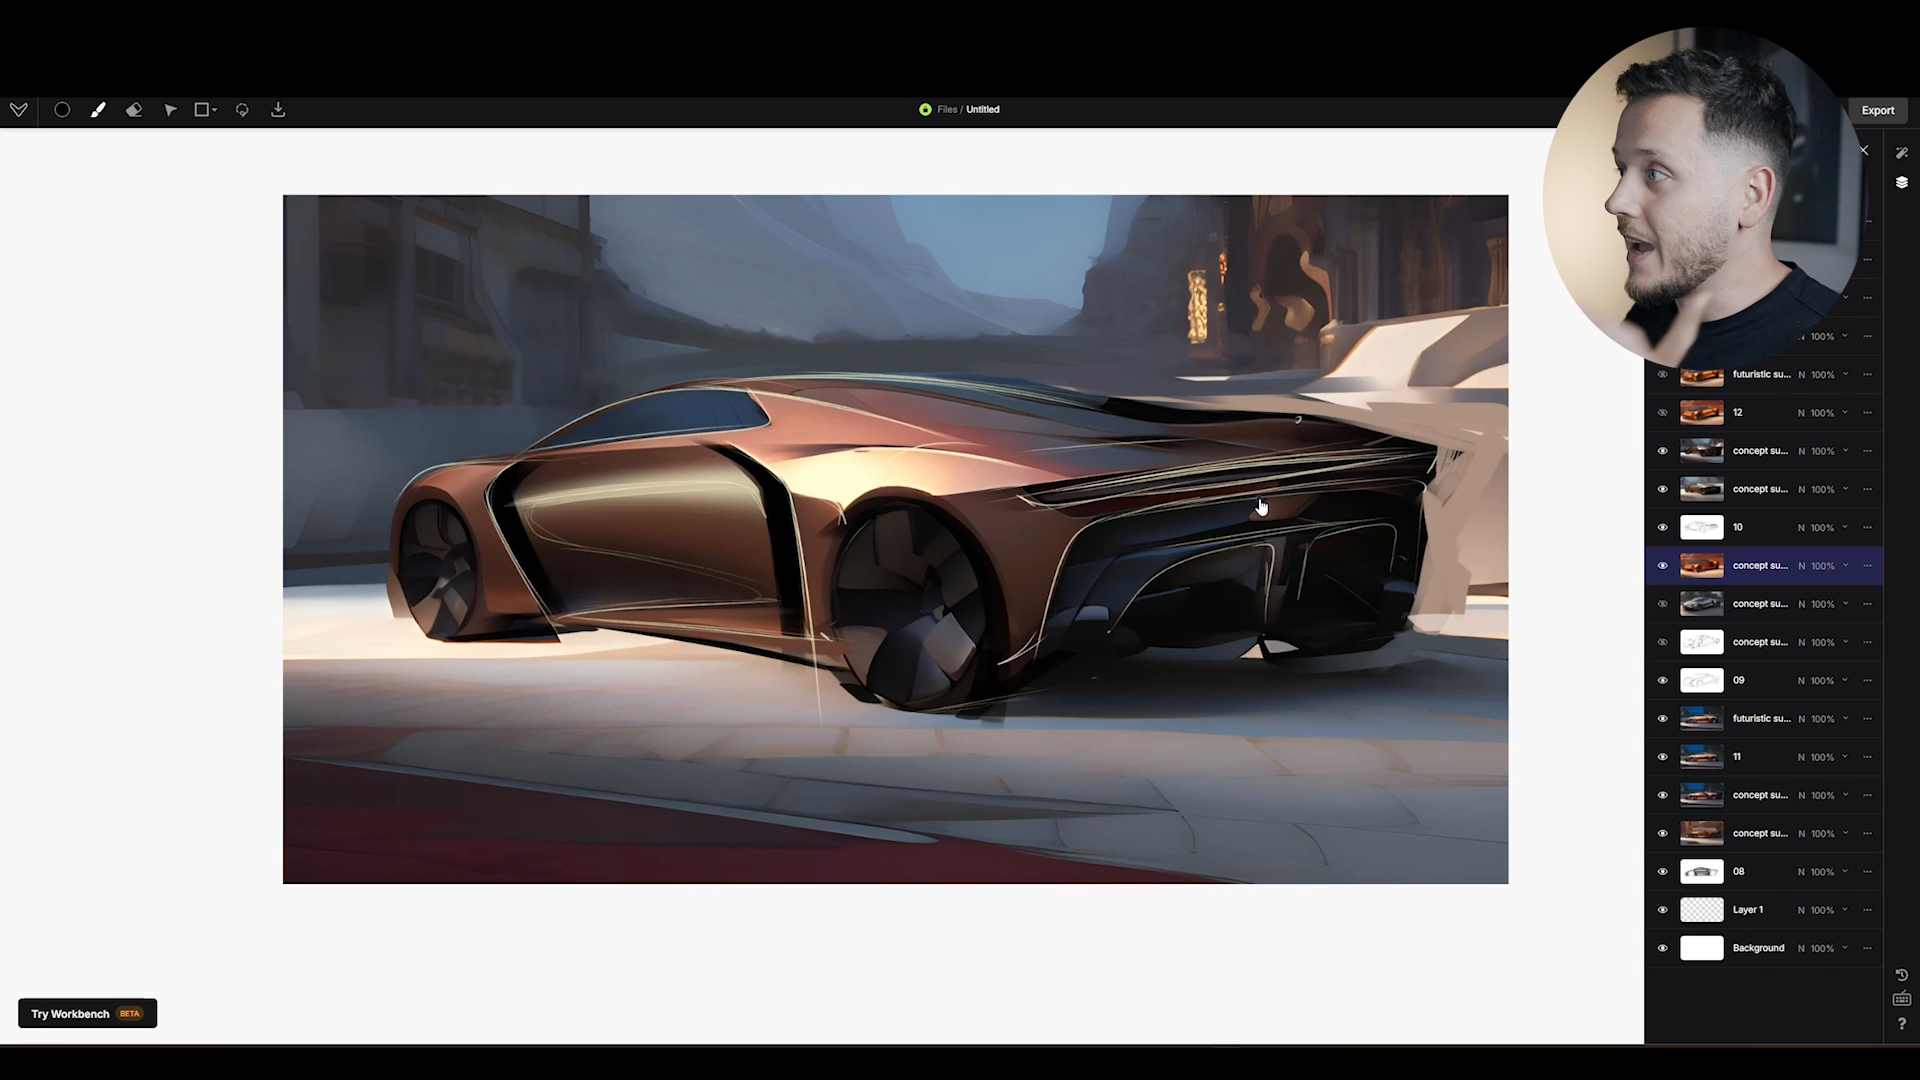 Files / Untitled
Export
N 100%
futuristic su... N 100%
12 N 100%
concept su... N 100%
concept su... N 100%
10 N 100%
concept su... N 100%
concept su... N 100%
concept su... N 100%
09 N 100%
futuristic su... N 100%
11 N 100%
concept su... N 100%
concept su... N 100%
08 N 100%
Layer 1 N 100%
Background N 100%
Try Workbench BETA
?